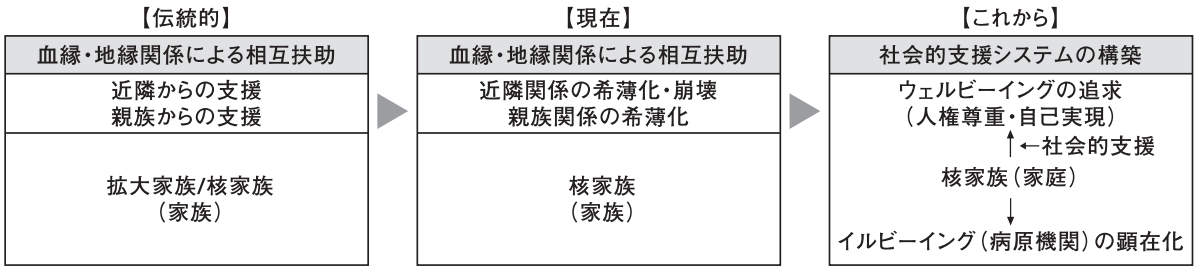 【伝統的】
血縁・地縁関係による相互扶助
近隣からの支援
親族からの支援
拡大家族/核家族
（家族）
【現在】
血縁・地縁関係による相互扶助
近隣関係の希薄化・崩壊
親族関係の希薄化
核家族
（家族）
【これから】
社会的支援システムの構築
ウェルビーイングの追求
（人権尊重・自己実現）
↑←社会的支援
核家族（家庭）
↓
イルビーイング（病原機関）の顕在化